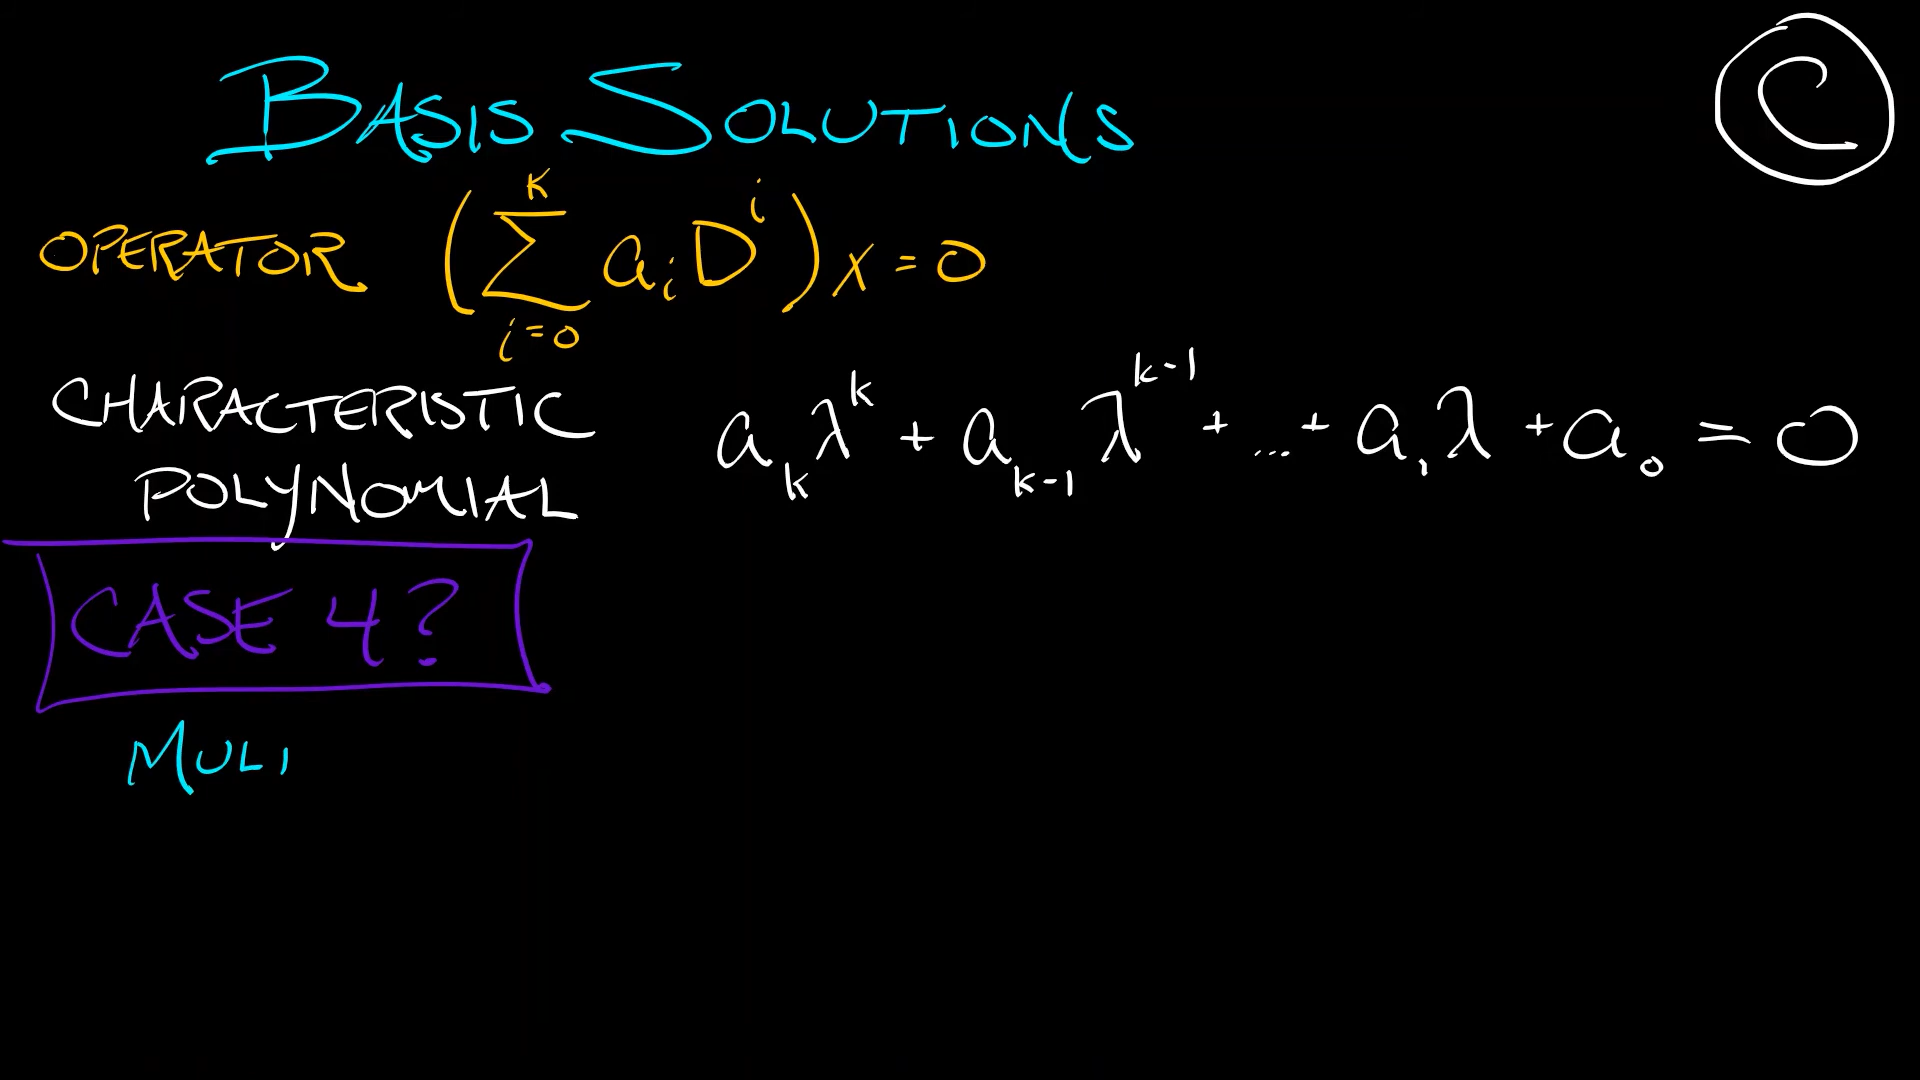 BASIS SOLUTIONS
C
OPERATOR (∑_{i=0}^{k} a_i D^i) x = 0
CHARACTERISTIC
POLYNOMIAL
a_k λ^k + a_{k-1} λ^{k-1} + ... + a_1 λ + a_0 = 0
CASE 4?
MULI